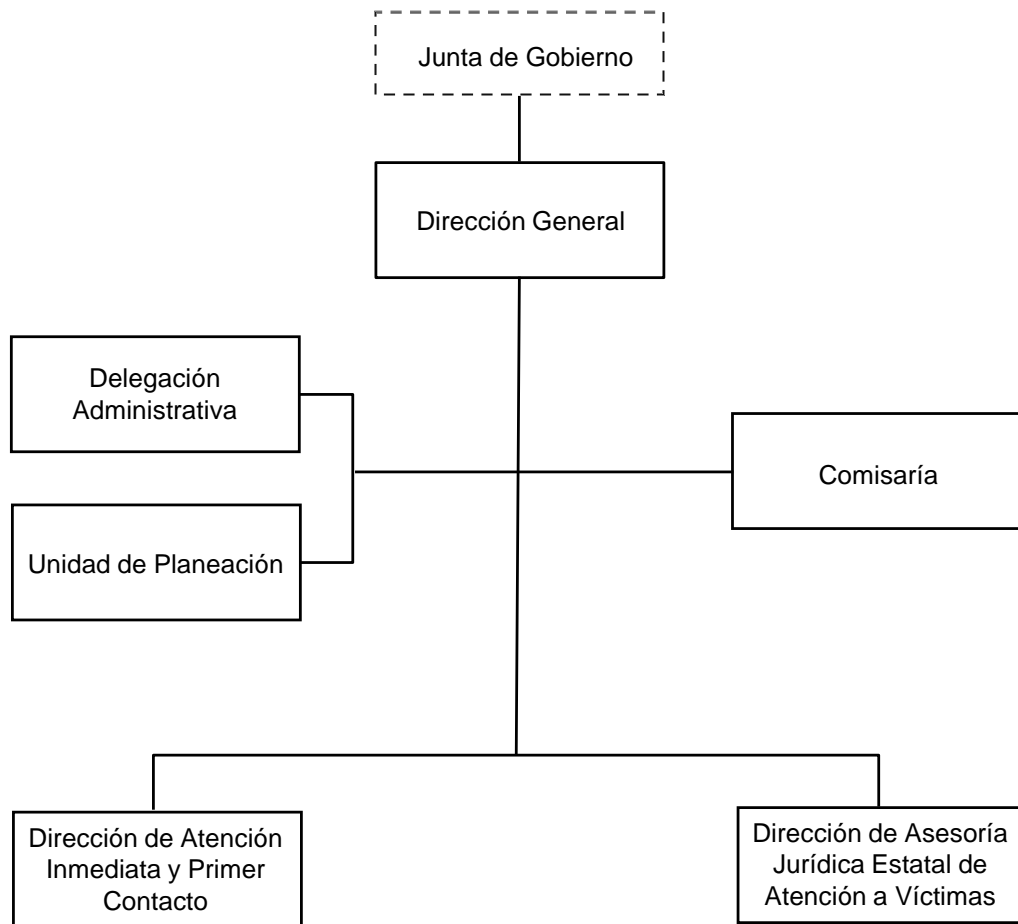 Junta de Gobierno
Dirección General
Delegación
Administrativa
Comisaría
Unidad de Planeación
Dirección de Atención
Inmediata y Primer
Contacto
Dirección de Asesoría
Jurídica Estatal de
Atención a Víctimas